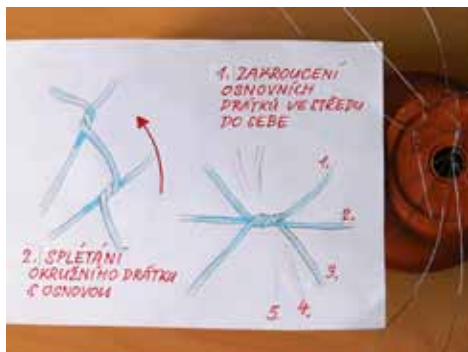 1. ZAKROUCENÍ
OSNOVNÍCH
DRÁTKŮ VE STŘEDU
DO SEBE
1.
2.
3.
4.
5.
2. SPLÉTÁNÍ
OKRUŽNÍHO DRÁTKU
S OSNOVOU